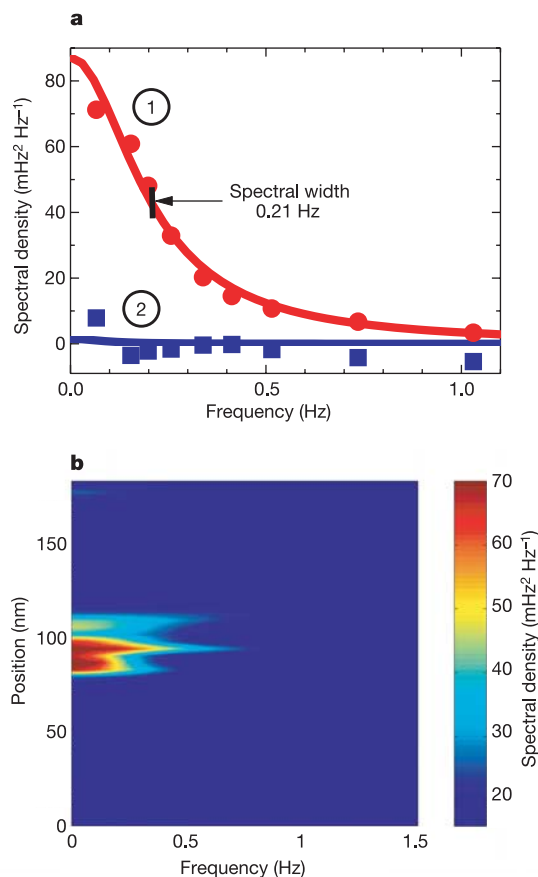 a
80
60
40
20
0
Spectral density (mHz² Hz⁻¹)
1
Spectral width
0.21 Hz
2
0.0
0.5
1.0
Frequency (Hz)
b
150
100
50
0
Position (nm)
0
0.5
1
1.5
Frequency (Hz)
70
60
50
40
30
20
Spectral density (mHz² Hz⁻¹)